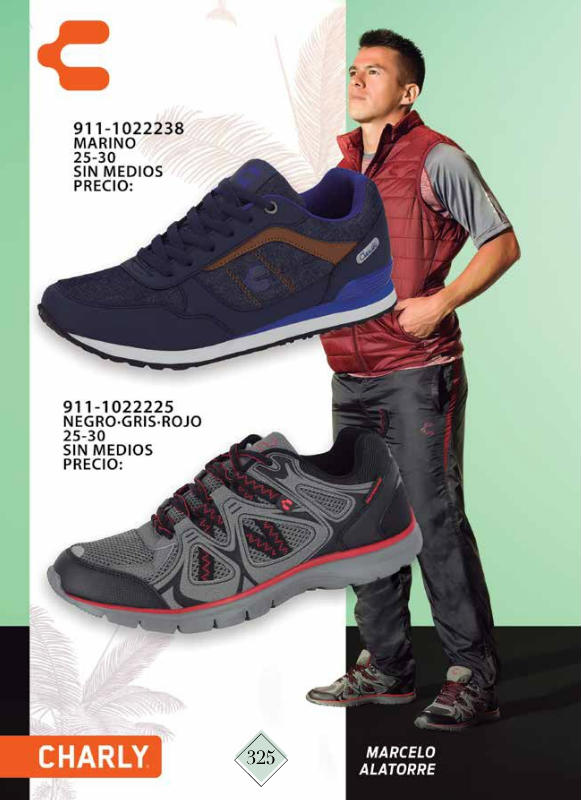 911-1022238
MARINO
25-30
SIN MEDIOS
PRECIO:
911-1022225
NEGRO·GRIS·ROJO
25-30
SIN MEDIOS
PRECIO:
CHARLY
325
MARCELO
ALATORRE